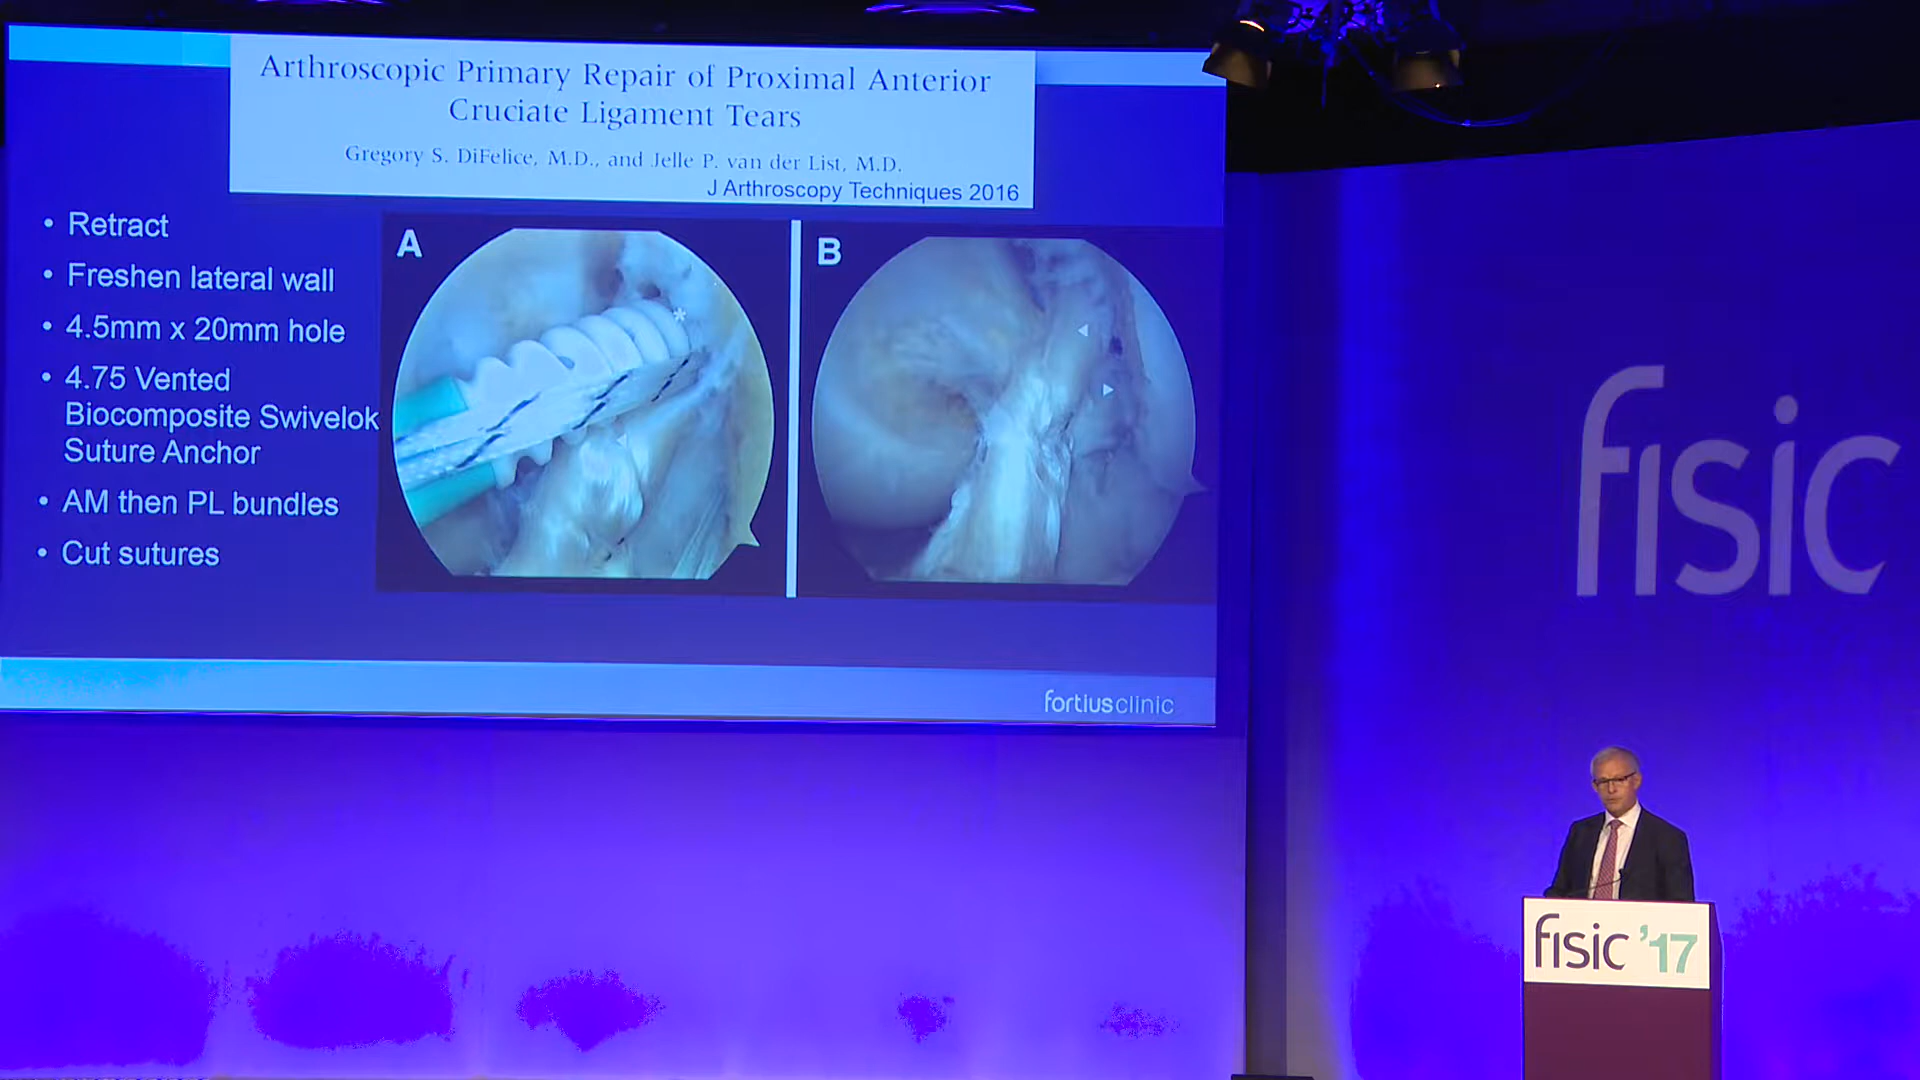 Arthroscopic Primary Repair of Proximal Anterior
Cruciate Ligament Tears
Gregory S. DiFelice, M.D., and Jelle P. van der List, M.D.
J Arthroscopy Techniques 2016
• Retract
• Freshen lateral wall
• 4.5mm x 20mm hole
• 4.75 Vented
Biocomposite Swivelok
Suture Anchor
• AM then PL bundles
• Cut sutures
A
B
fortiusclinic
fisic
fisic '17